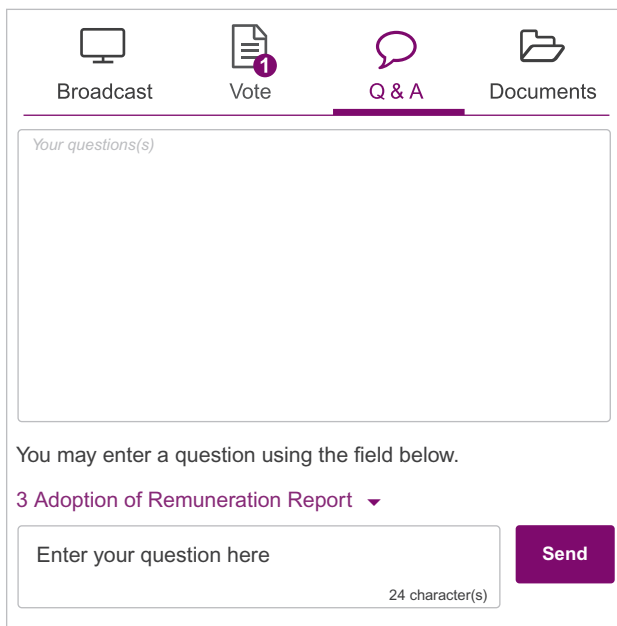 1
Broadcast Vote Q & A Documents
Your questions(s)
You may enter a question using the field below.
3 Adoption of Remuneration Report
Enter your question here
Send
24 character(s)